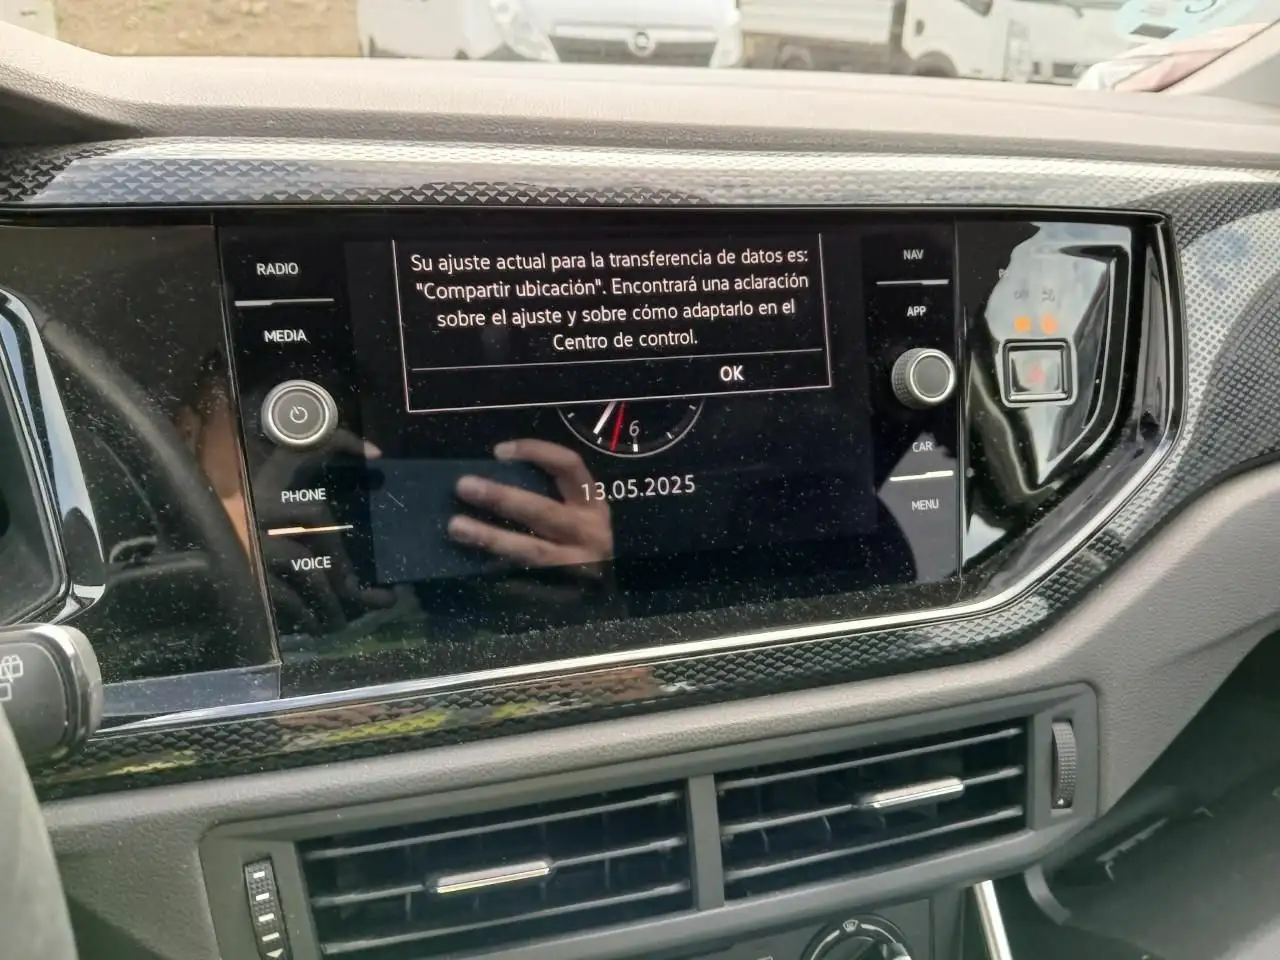 RADIO
MEDIA
PHONE
VOICE
Su ajuste actual para la transferencia de datos es:
"Compartir ubicación". Encontrará una aclaración
sobre el ajuste y sobre cómo adaptarlo en el
Centro de control.
OK
6
13.05.2025
NAV
APP
CAR
MENU